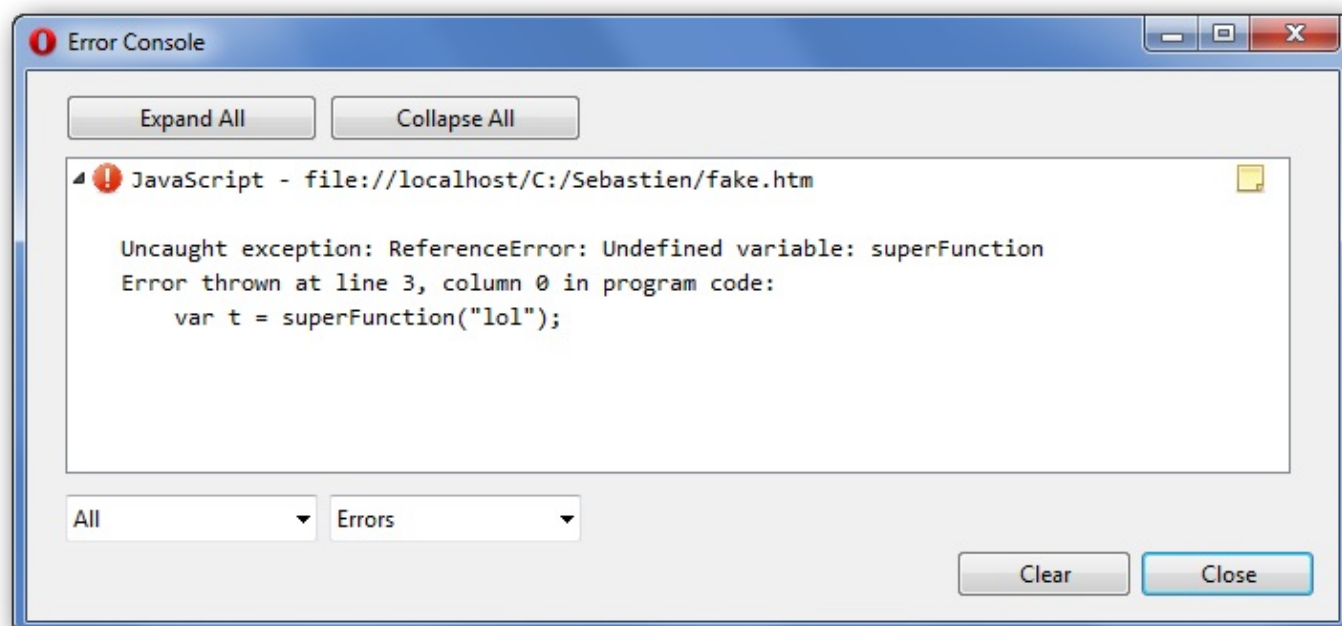 Error Console
Expand All
Collapse All
JavaScript - file://localhost/C:/Sebastien/fake.htm
Uncaught exception: ReferenceError: Undefined variable: superFunction
Error thrown at line 3, column 0 in program code:
var t = superFunction("lol");
All
Errors
Clear
Close